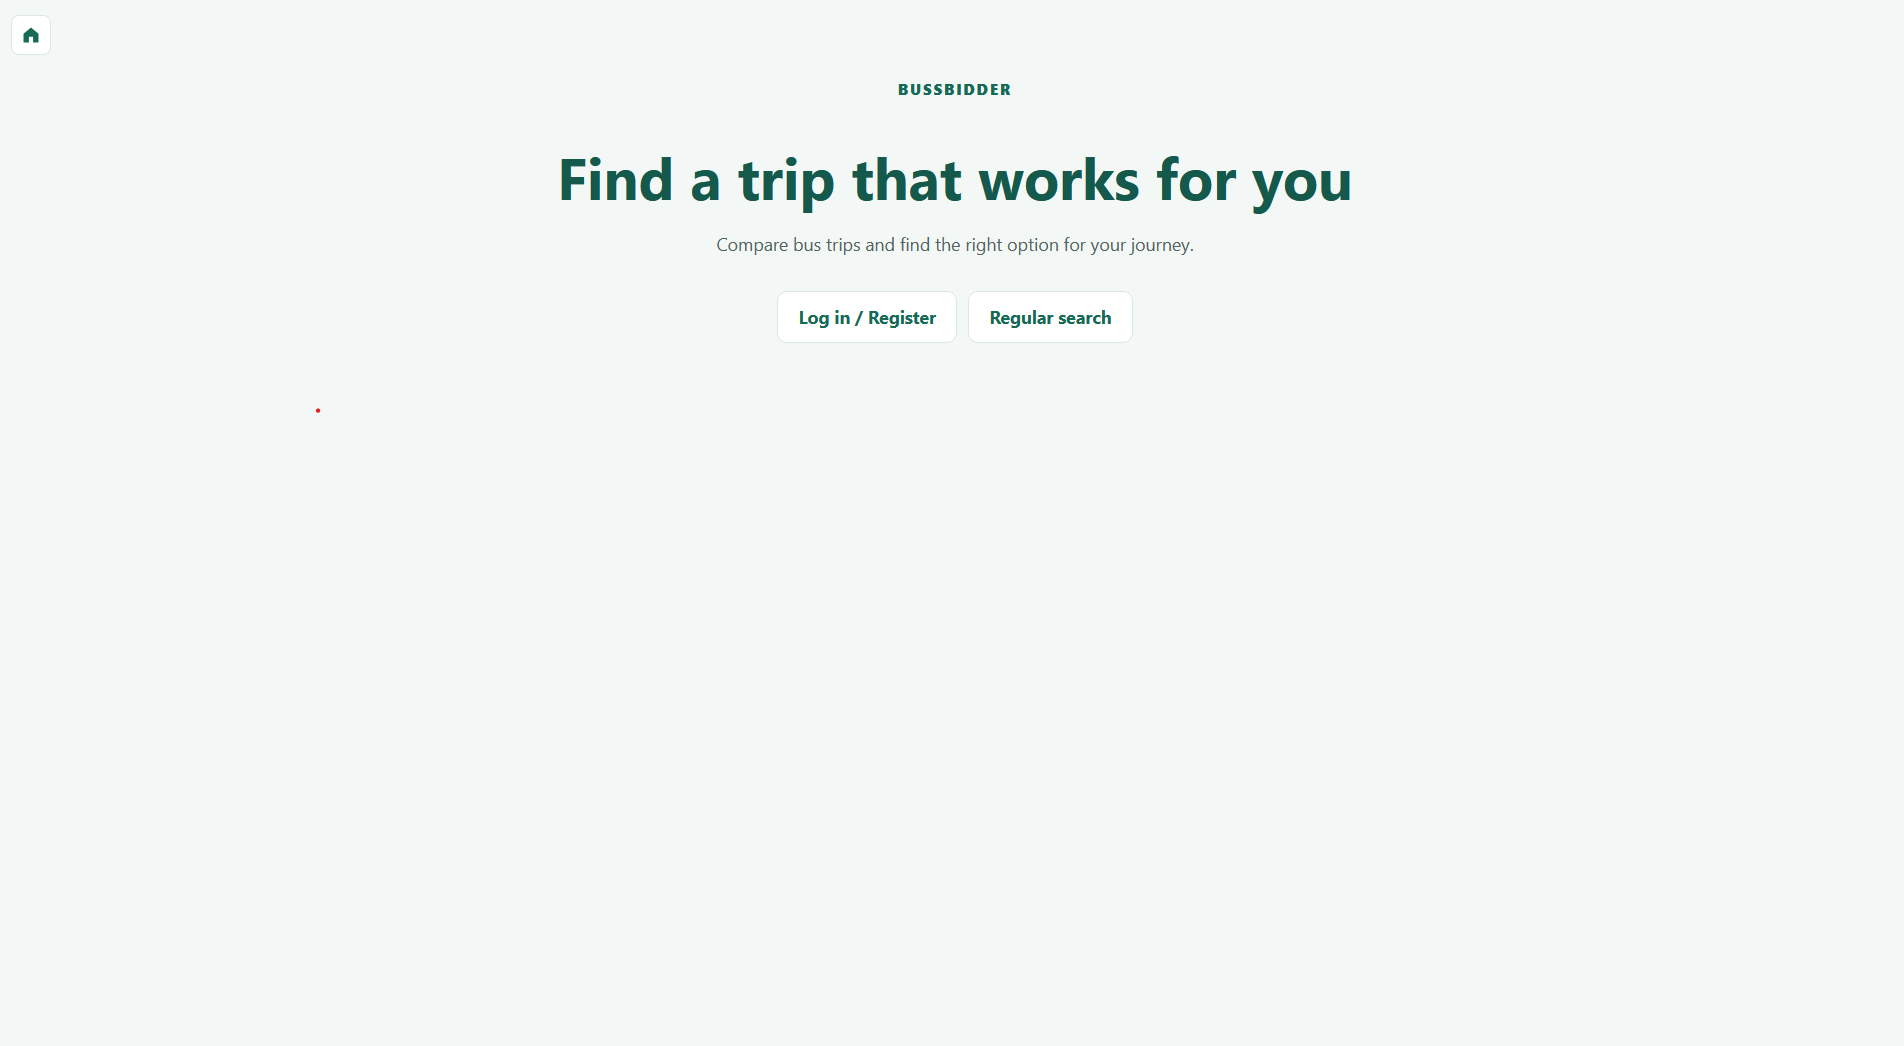 BUSSBIDDER
Find a trip that works for you
Compare bus trips and find the right option for your journey.
Log in / Register
Regular search